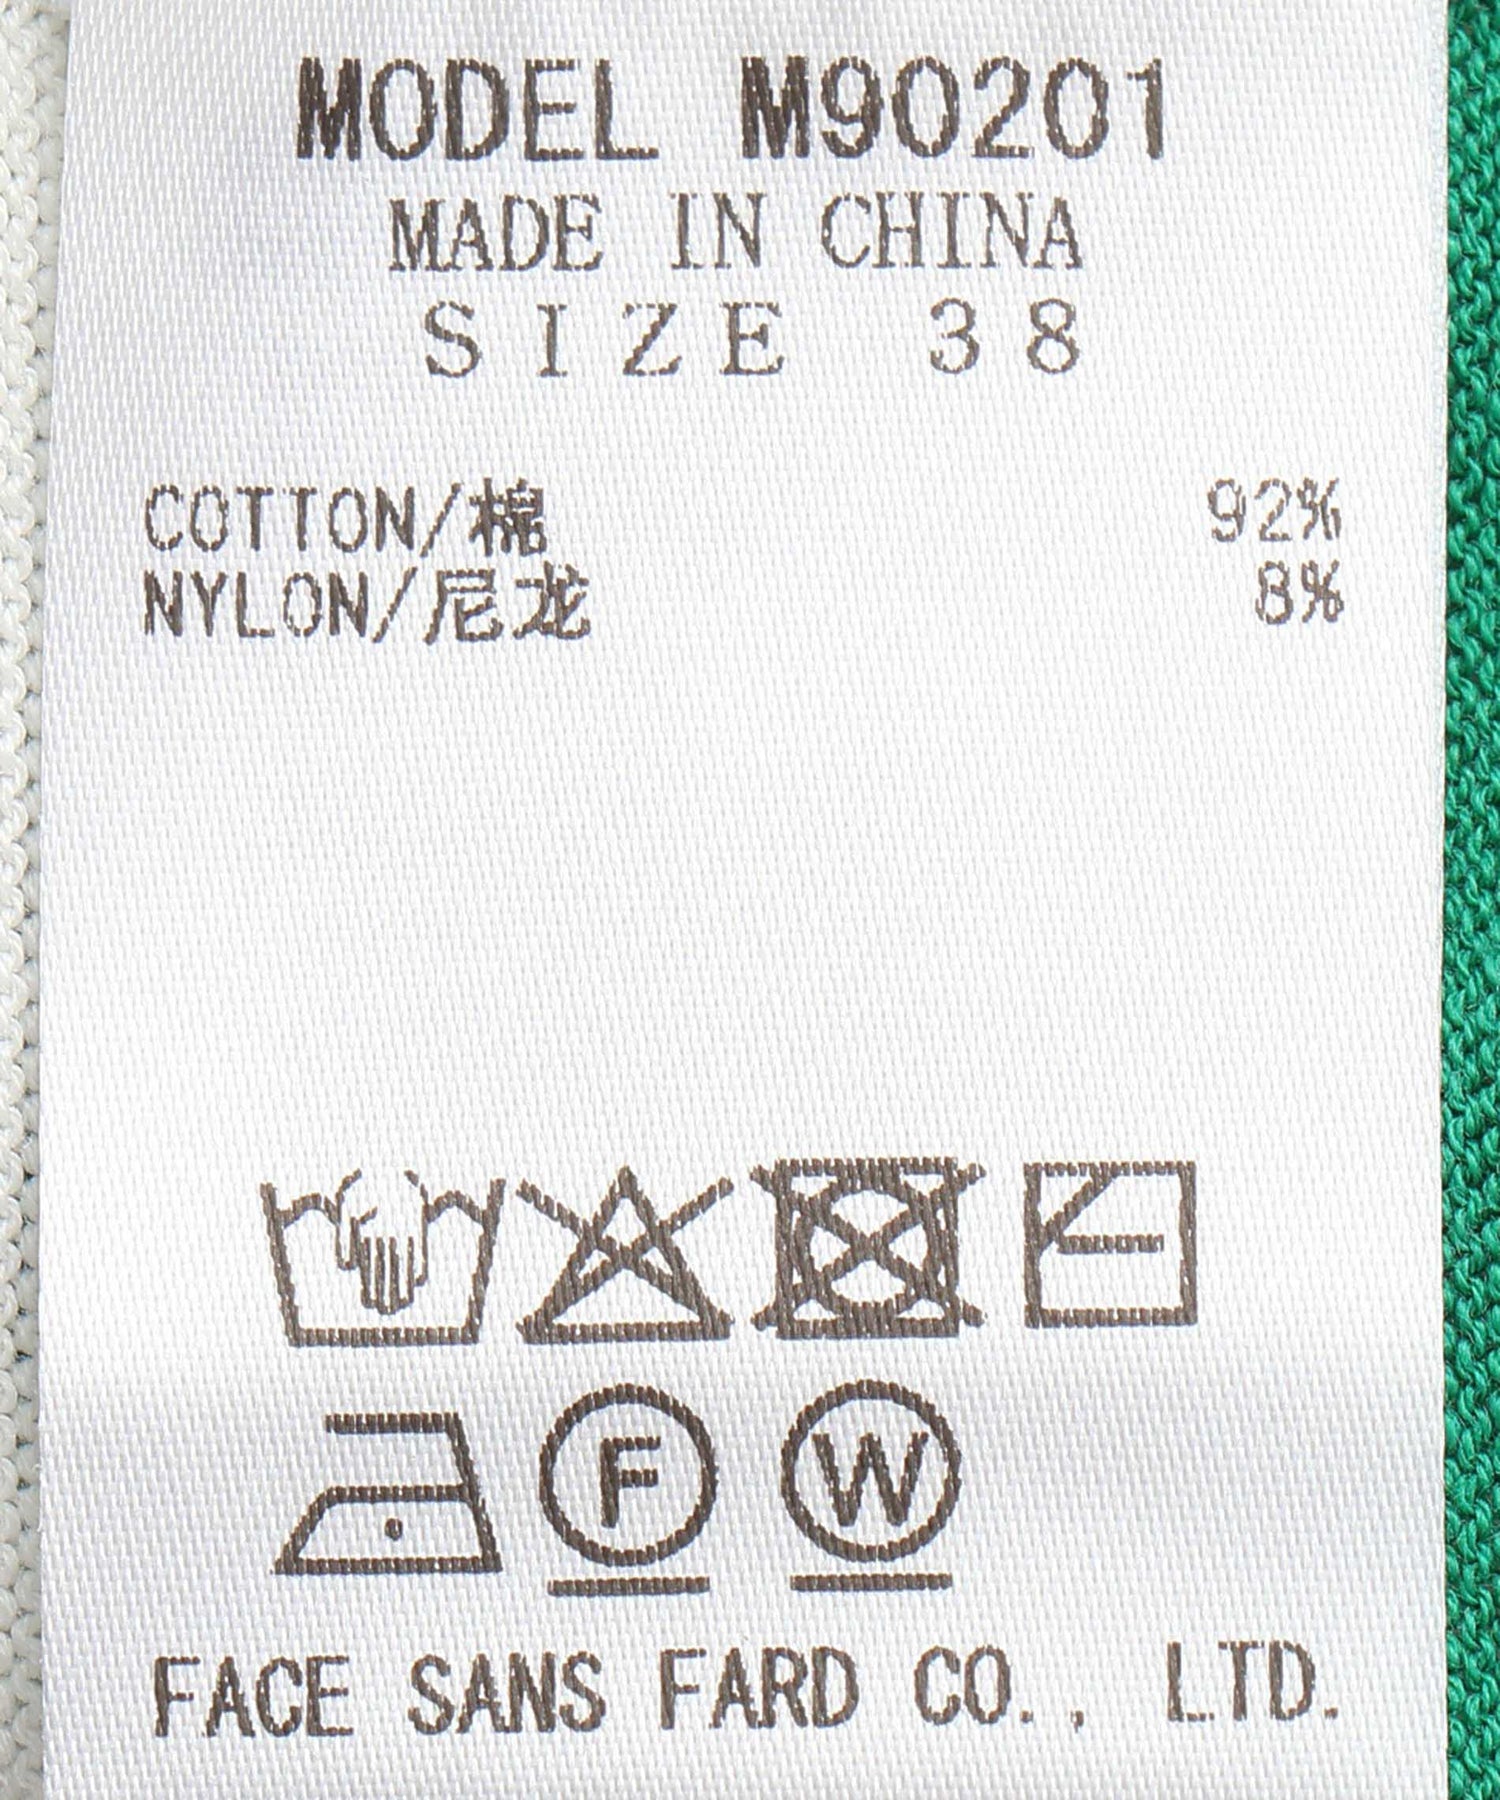 MODEL M90201
MADE IN CHINA
SIZE 38
COTTON/棉 92%
NYLON/尼龙 8%
F W
FACE SANS FARD CO., LTD.